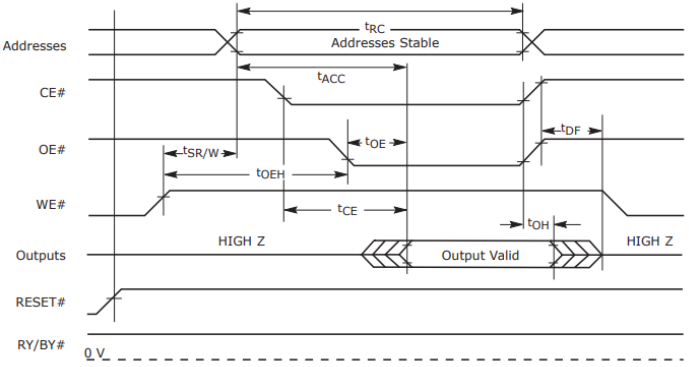 tRC
Addresses
Addresses Stable
tACC
CE#
OE#
tSR/W
tOE
tDF
tOEH
WE#
tCE
tOH
HIGH Z
HIGH Z
Outputs
Output Valid
RESET#
RY/BY#
0 V